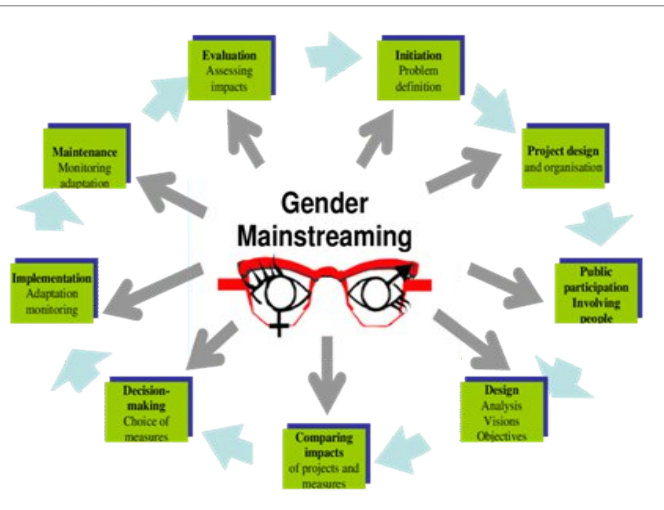 Evaluation
Assessing
impacts
Initiation
Problem
definition
Project design
and organisation
Public
participation
Involving
people
Design
Analysis
Visions
Objectives
Comparing
impacts
of projects and
measures
Decision-
making
Choice of
measures
Implementation
Adaptation
monitoring
Maintenance
Monitoring
adaptation
Gender
Mainstreaming